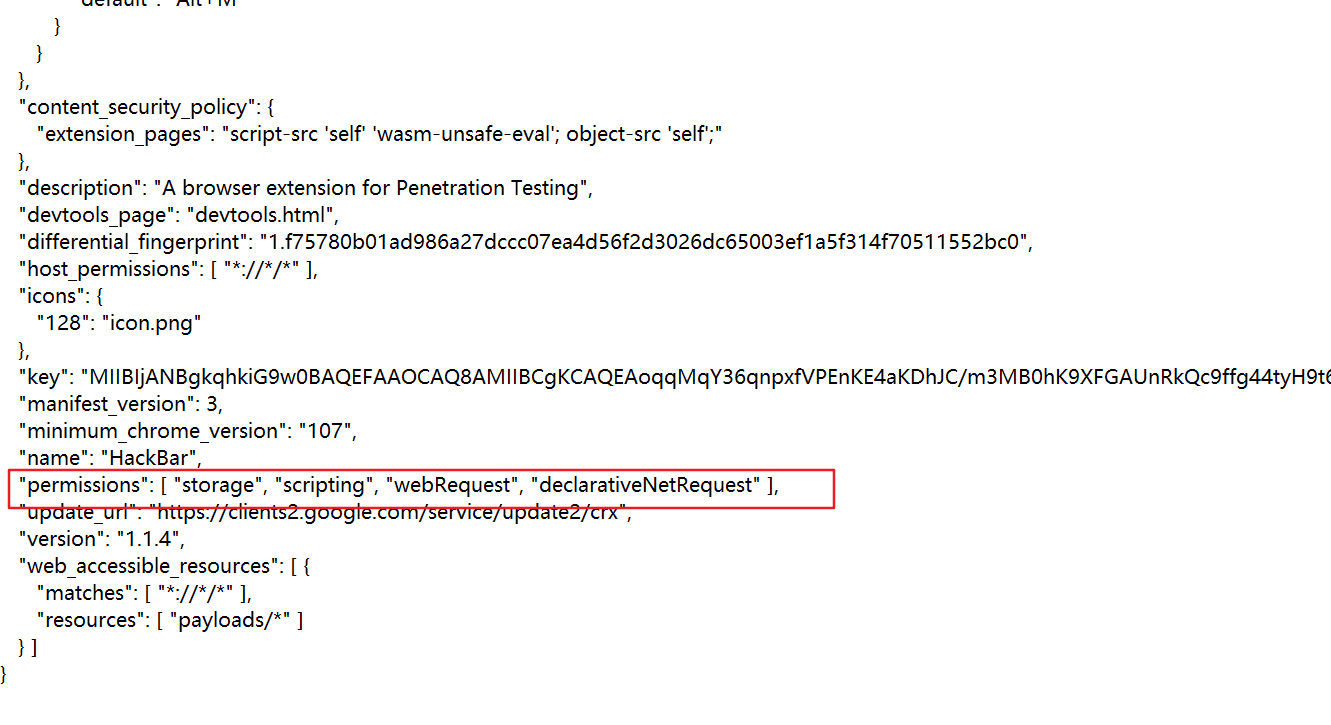 "default": "Alt+M"
}
}
},
"content_security_policy": {
"extension_pages": "script-src 'self' 'wasm-unsafe-eval'; object-src 'self';"
},
"description": "A browser extension for Penetration Testing",
"devtools_page": "devtools.html",
"differential_fingerprint": "1.f75780b01ad986a27dccc07ea4d56f2d3026dc65003ef1a5f314f70511552bc0",
"host_permissions": [ "*://*/*" ],
"icons": {
"128": "icon.png"
},
"key": "MIIBIjANBgkqhkiG9w0BAQEFAAOCAQ8AMIIBCgKCAQEAoqqMqY36qnpxfVPEnKE4aKDhJC/m3MB0hK9XFGAUnRkQc9ffg44tyH9t6
"manifest_version": 3,
"minimum_chrome_version": "107",
"name": "HackBar",
"permissions": [ "storage", "scripting", "webRequest", "declarativeNetRequest" ],
"update_url": "https://clients2.google.com/service/update2/crx",
"version": "1.1.4",
"web_accessible_resources": [ {
"matches": [ "*://*/*" ],
"resources": [ "payloads/*" ]
} ]
}